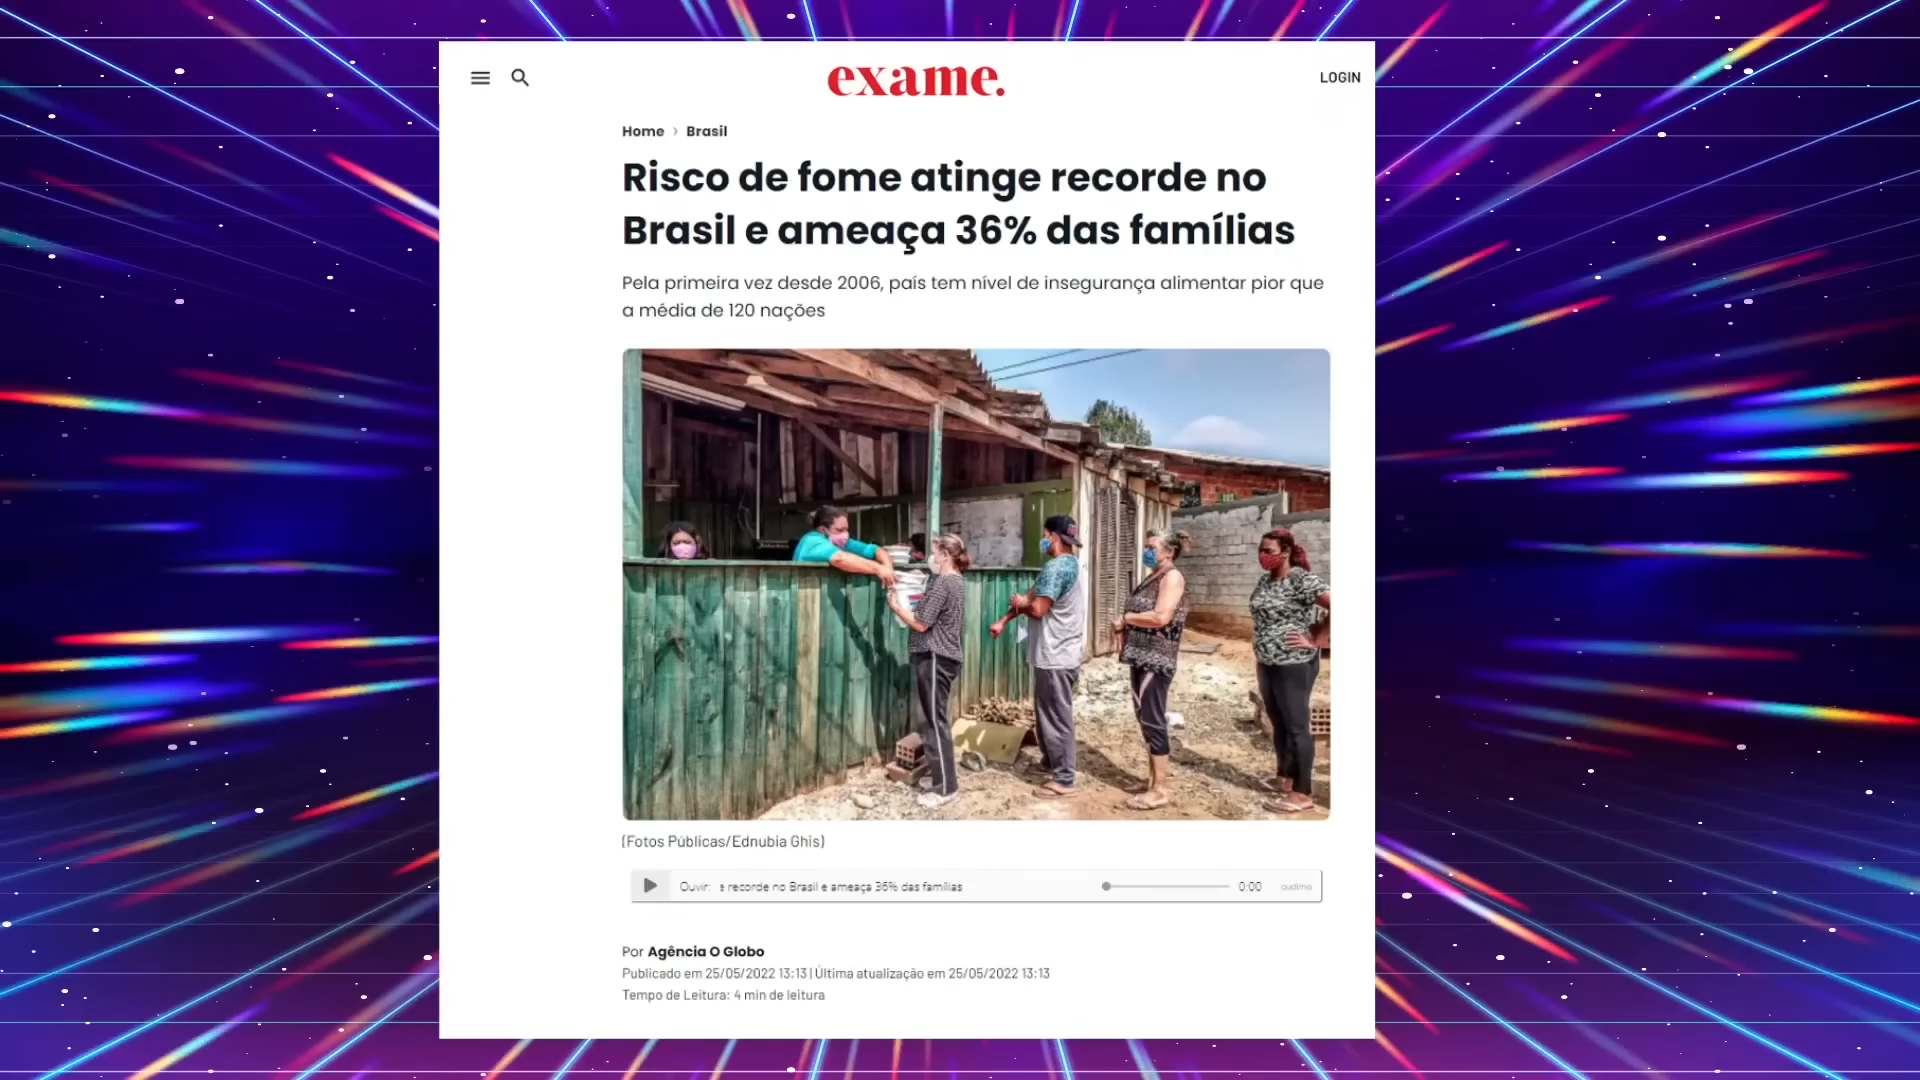 exame.
LOGIN
Home > Brasil
Risco de fome atinge recorde no
Brasil e ameaça 36% das famílias
Pela primeira vez desde 2006, país tem nível de insegurança alimentar pior que
a média de 120 nações
(Fotos Públicas/Ednubia Ghis)
Ouvir: e recorde no Brasil e ameaça 36% das famílias 0:00 audima
Por Agência O Globo
Publicado em 25/05/2022 13:13 | Última atualização em 25/05/2022 13:13
Tempo de Leitura: 4 min de leitura